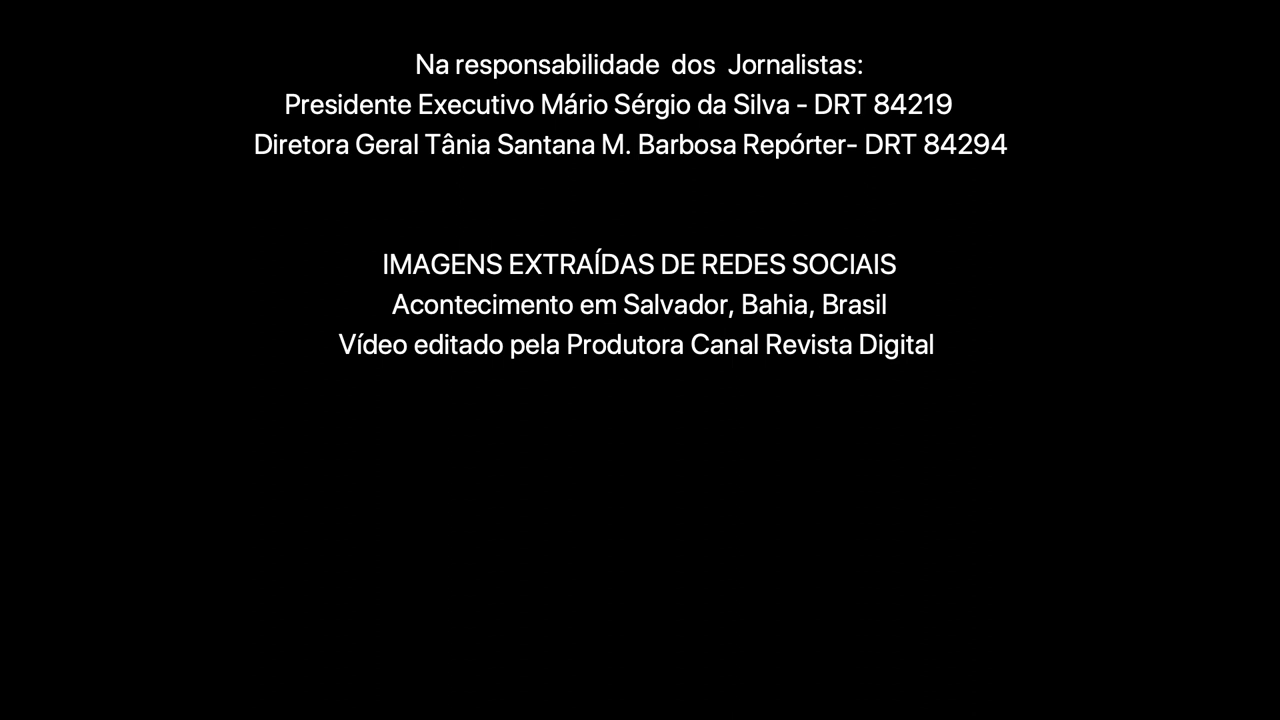 Na responsabilidade dos Jornalistas:
Presidente Executivo Mário Sérgio da Silva - DRT 84219
Diretora Geral Tânia Santana M. Barbosa Repórter- DRT 84294
IMAGENS EXTRAÍDAS DE REDES SOCIAIS
Acontecimento em Salvador, Bahia, Brasil
Vídeo editado pela Produtora Canal Revista Digital